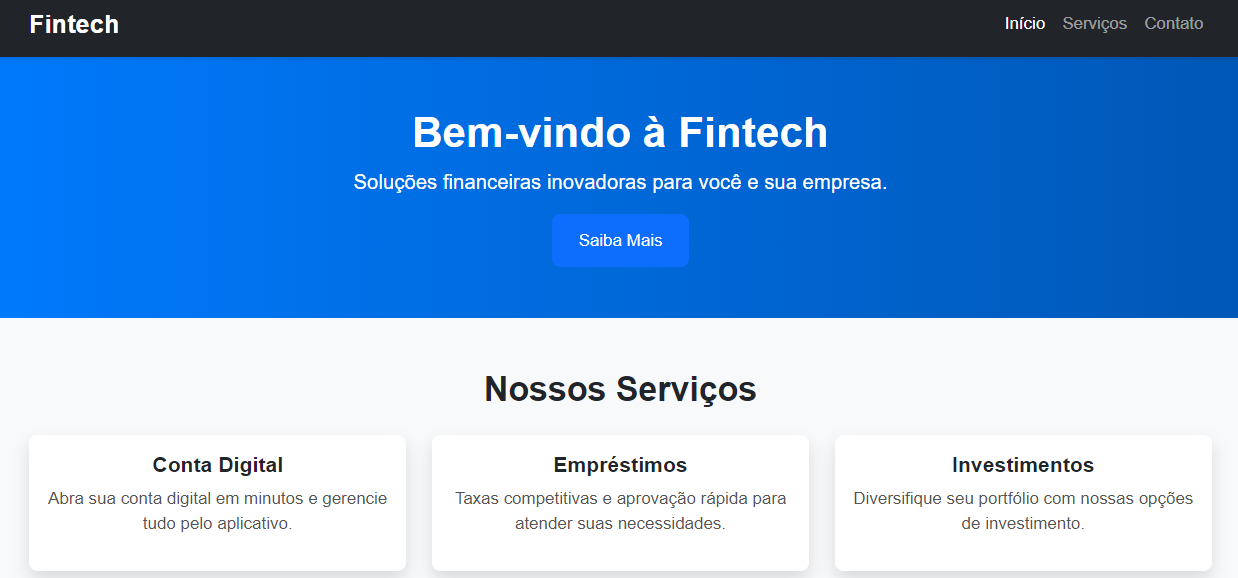 Fintech
Início Serviços Contato
Bem-vindo à Fintech
Soluções financeiras inovadoras para você e sua empresa.
Saiba Mais
Nossos Serviços
Conta Digital
Abra sua conta digital em minutos e gerencie
tudo pelo aplicativo.
Empréstimos
Taxas competitivas e aprovação rápida para
atender suas necessidades.
Investimentos
Diversifique seu portfólio com nossas opções
de investimento.